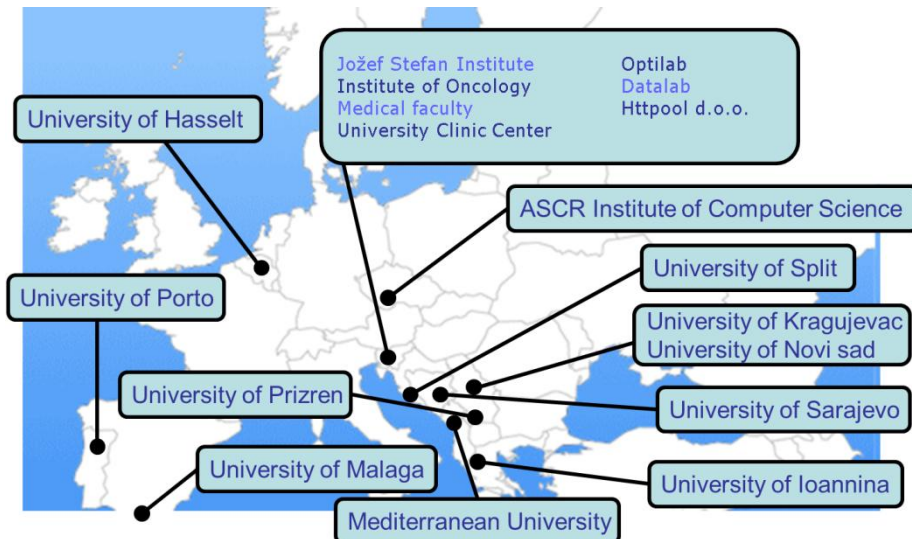 Jožef Stefan Institute
Institute of Oncology
Medical faculty
University Clinic Center
Optilab
Datalab
Httpool d.o.o.
University of Hasselt
ASCR Institute of Computer Science
University of Split
University of Porto
University of Kragujevac
University of Novi sad
University of Prizren
University of Sarajevo
University of Malaga
University of Ioannina
Mediterranean University